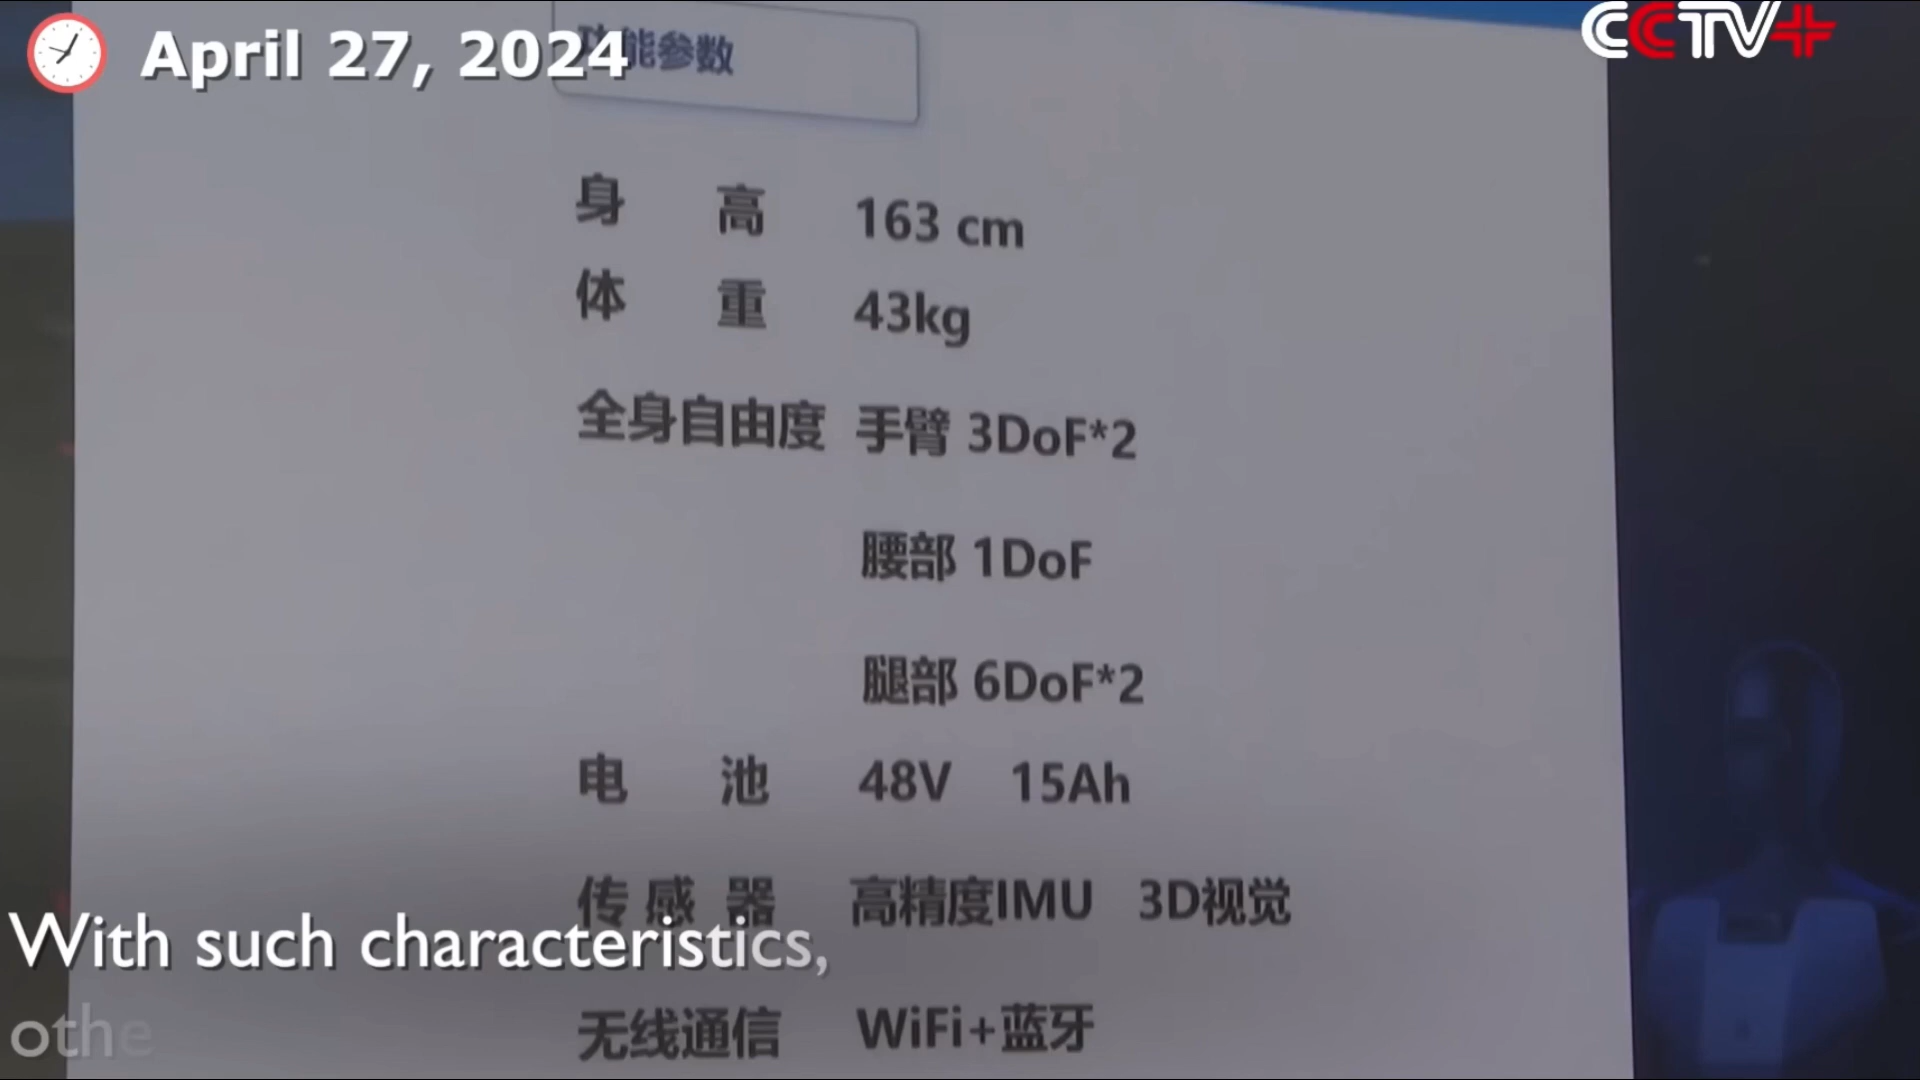 April 27, 2024
CCTV+
功能参数
身 高 163 cm
体 重 43kg
全身自由度 手臂 3DoF*2
腰部 1DoF
腿部 6DoF*2
电 池 48V 15Ah
传 感 器 高精度IMU 3D视觉
With such characteristics,
othe
无线通信 WiFi+蓝牙